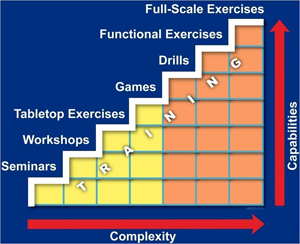 Full-Scale Exercises
Functional Exercises
Drills
Games
Tabletop Exercises
Workshops
Seminars
TRAINING
Capabilities
Complexity